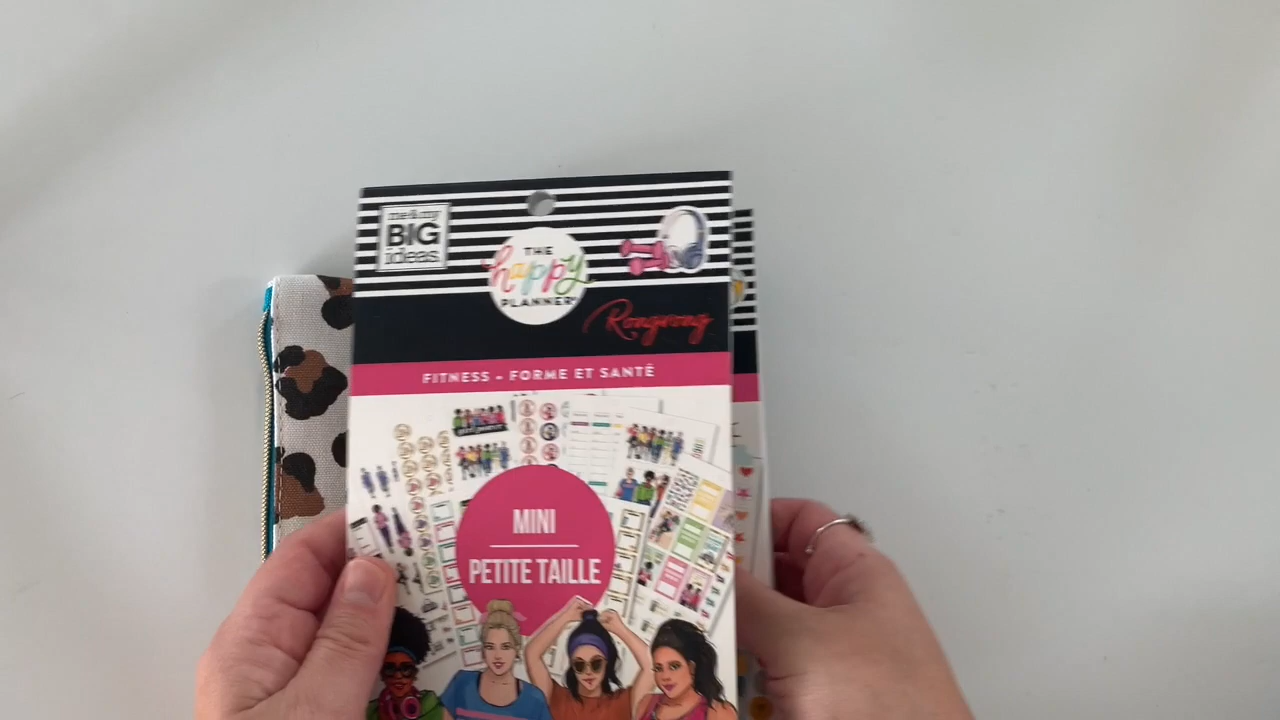 me & my
BIG
ideas.
THE
happy
PLANNER
Rongrong
FITNESS - FORME ET SANTÉ
MINI
PETITE TAILLE